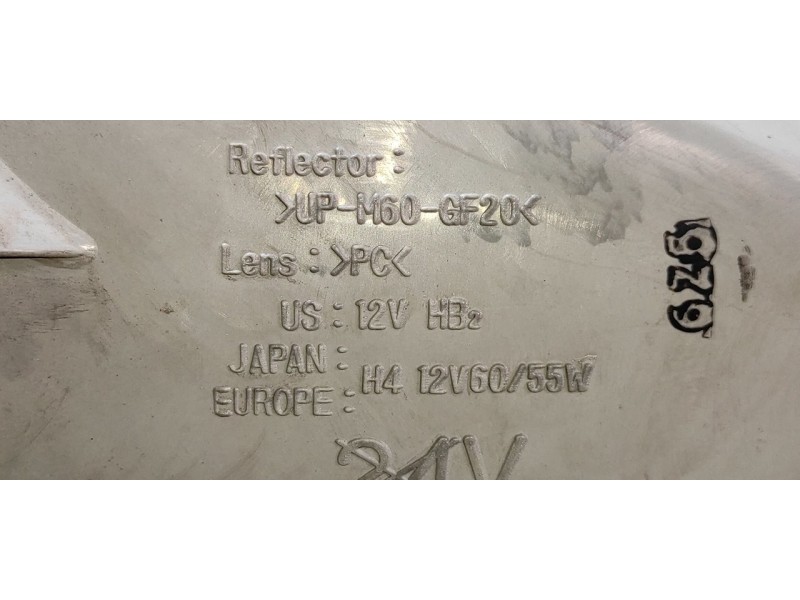 Reflector:
>UP-M60-GF20<
Lens: >PC<
US: 12V HB2
JAPAN:
EUROPE: H4 12V60/55W